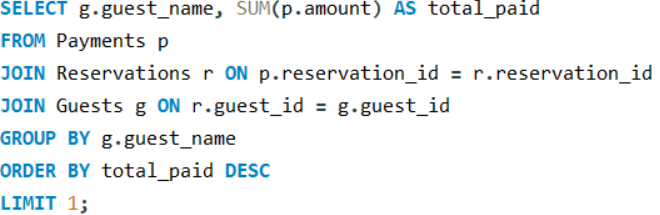 SELECT g.guest_name, SUM(p.amount) AS total_paid
FROM Payments p
JOIN Reservations r ON p.reservation_id = r.reservation_id
JOIN Guests g ON r.guest_id = g.guest_id
GROUP BY g.guest_name
ORDER BY total_paid DESC
LIMIT 1;